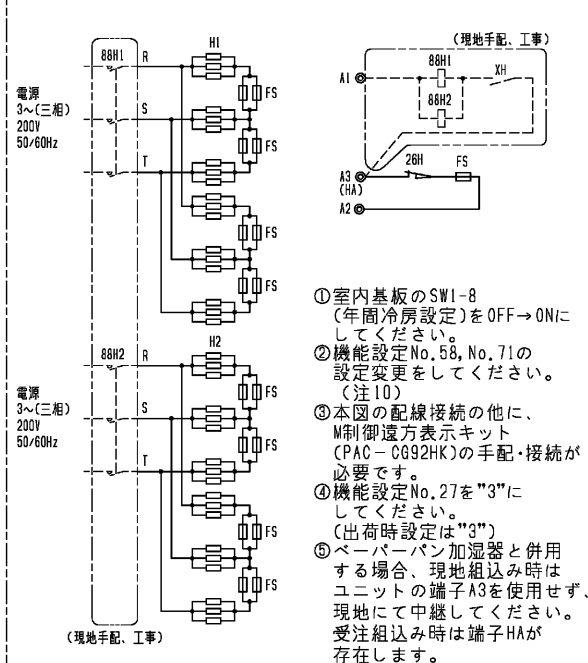 88H1
R
H1
電源
3～(三相)
200V
50/60Hz
S
T
FS
FS
FS
FS
88H2
R
H2
電源
3～(三相)
200V
50/60Hz
S
T
FS
FS
(現地手配、工事)
(現地手配、工事)
88H1
XH
A1
88H2
26H
FS
A3
(HA)
A2
①室内基板のSW1-8
(年間冷房設定)をOFF→ONに
してください。
②機能設定No.58,No.71の
設定変更をしてください。
(注10)
③本図の配線接続の他に、
M制御遠方表示キット
(PAC－CG92HK)の手配・接続が
必要です。
④機能設定No.27を"3"に
してください。
(出荷時設定は"3")
⑤ペーパーパン加湿器と併用
する場合、現地組込み時は
ユニットの端子A3を使用せず、
現地にて中継してください。
受注組込み時は端子HAが
存在します。